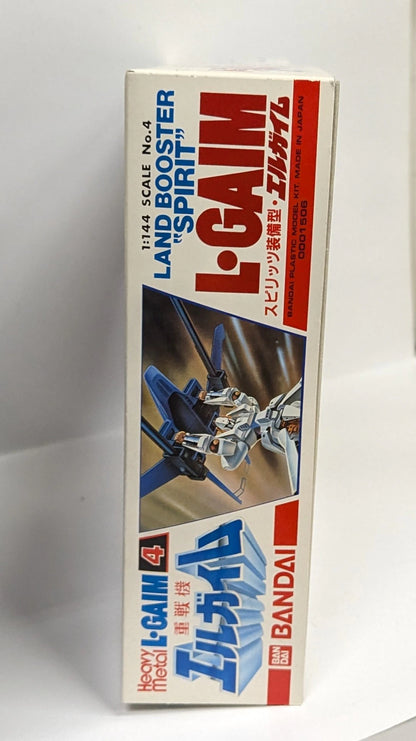 Heavy Metal L・GAIM 4
重戦機
エルガイム
BAN DAI
BANDAI
1:144 SCALE No.4
LAND BOOSTER
"SPIRIT"
L・GAIM
スピリッツ装備型・エルガイム
BANDAI PLASTIC MODEL KIT. MADE IN JAPAN
0001506